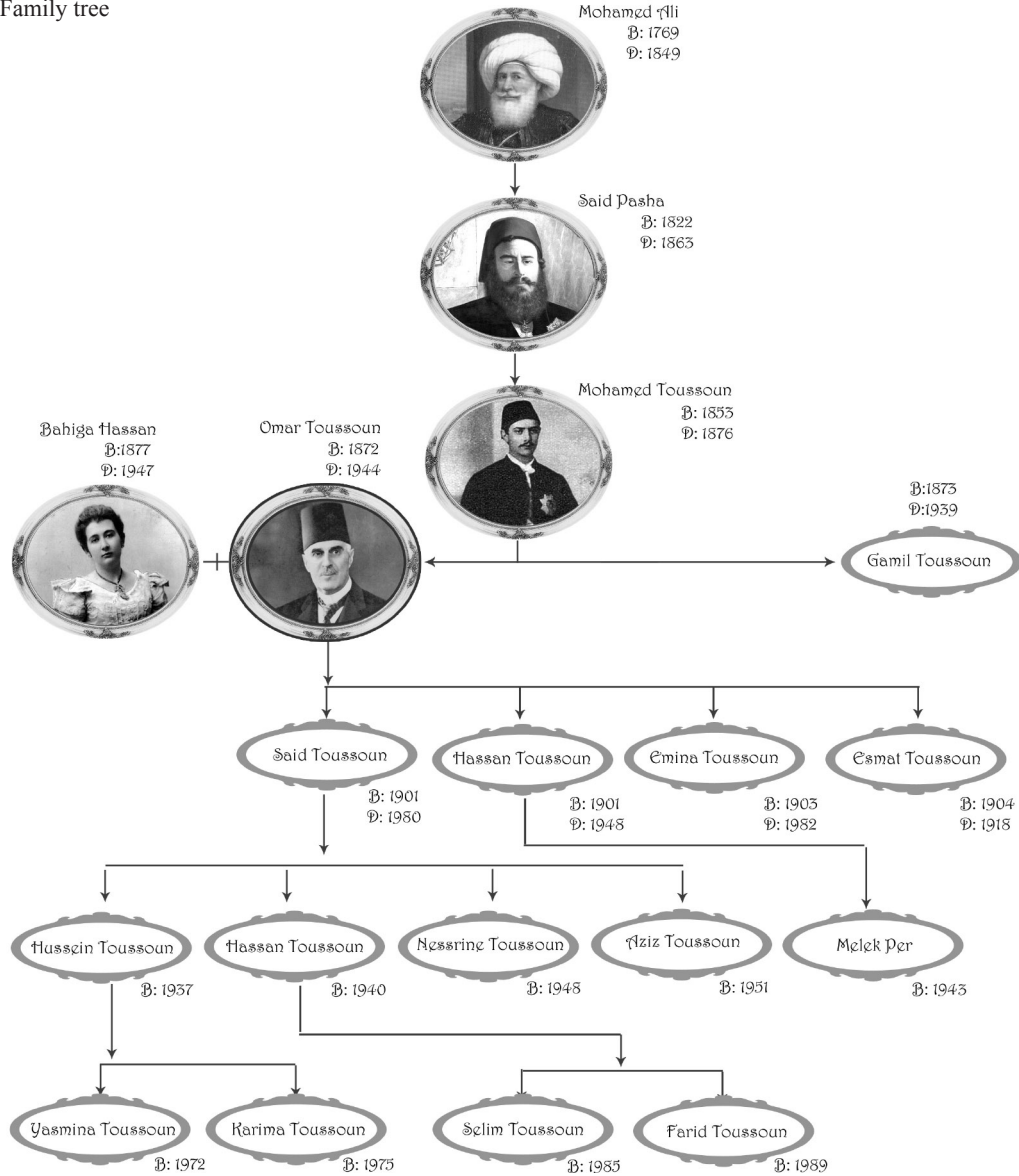 Family tree
Mohamed Ali
B: 1769
D: 1849
Said Pasha
B: 1822
D: 1863
Mohamed Toussoun
B: 1853
D: 1876
Bahiga Hassan
B:1877
D: 1947
Omar Toussoun
B: 1872
D: 1944
B:1873
D:1939
Gamil Toussoun
Said Toussoun
B: 1901
D: 1980
Hassan Toussoun
B: 1901
D: 1948
Emina Toussoun
B: 1903
D: 1982
Esmat Toussoun
B: 1904
D: 1918
Hussein Toussoun
B: 1937
Hassan Toussoun
B: 1940
Nessrine Toussoun
B: 1948
Aziz Toussoun
B: 1951
Melek Per
B: 1943
Yasmina Toussoun
B: 1972
Karima Toussoun
B: 1975
Selim Toussoun
B: 1985
Farid Toussoun
B: 1989